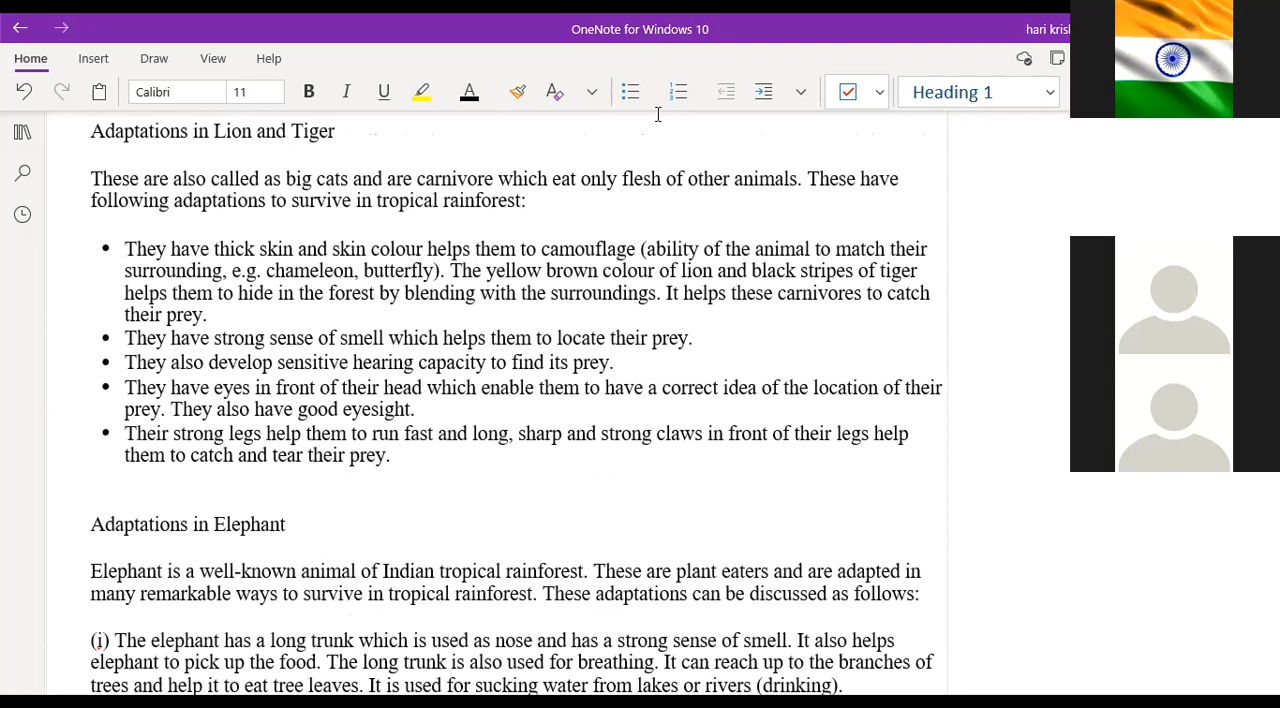 OneNote for Windows 10
hari krish
Home Insert Draw View Help
Calibri 11 B I U A Heading 1
Adaptations in Lion and Tiger
These are also called as big cats and are carnivore which eat only flesh of other animals. These have
following adaptations to survive in tropical rainforest:
• They have thick skin and skin colour helps them to camouflage (ability of the animal to match their
surrounding, e.g. chameleon, butterfly). The yellow brown colour of lion and black stripes of tiger
helps them to hide in the forest by blending with the surroundings. It helps these carnivores to catch
their prey.
• They have strong sense of smell which helps them to locate their prey.
• They also develop sensitive hearing capacity to find its prey.
• They have eyes in front of their head which enable them to have a correct idea of the location of their
prey. They also have good eyesight.
• Their strong legs help them to run fast and long, sharp and strong claws in front of their legs help
them to catch and tear their prey.
Adaptations in Elephant
Elephant is a well-known animal of Indian tropical rainforest. These are plant eaters and are adapted in
many remarkable ways to survive in tropical rainforest. These adaptations can be discussed as follows:
(i) The elephant has a long trunk which is used as nose and has a strong sense of smell. It also helps
elephant to pick up the food. The long trunk is also used for breathing. It can reach up to the branches of
trees and help it to eat tree leaves. It is used for sucking water from lakes or rivers (drinking).